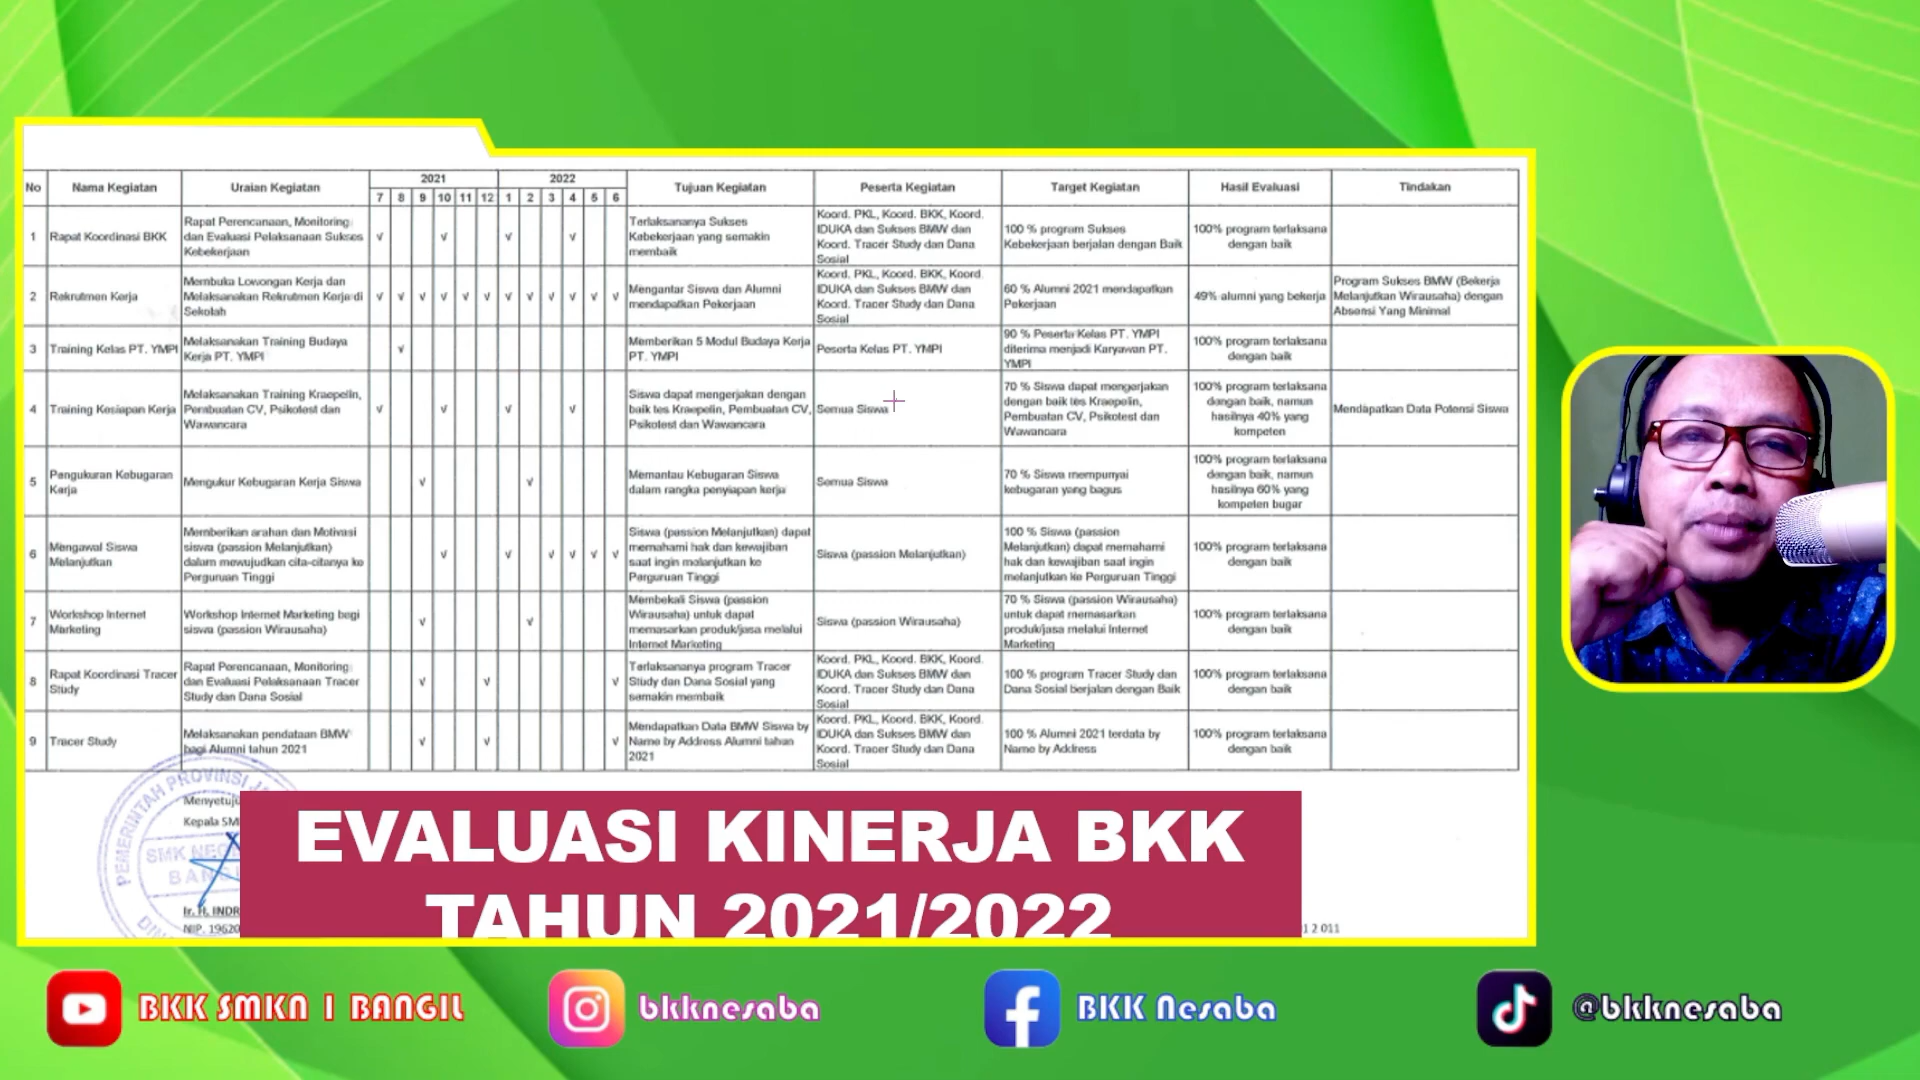 No Nama Kegiatan Uraian Kegiatan 2021 2022 Tujuan Kegiatan Peserta Kegiatan Target Kegiatan Hasil Evaluasi Tindakan
7 8 9 10 11 12 1 2 3 4 5 6
1 Rapat Koordinasi BKK
Rapat Perencanaan, Monitoring
dan Evaluasi Pelaksanaan Sukses
Kebekerjaan
√ √ √ √
Terlaksananya Sukses
Kebekerjaan yang semakin
membaik
Koord. PKL, Koord. BKK, Koord.
IDUKA dan Sukses BMW dan
Koord. Tracer Study dan Dana
Sosial
100 % program Sukses
Kebekerjaan berjalan dengan Baik
100% program terlaksana
dengan baik
2 Rekrutmen Kerja
Membuka Lowongan Kerja dan
Melaksanakan Rekrutmen Kerja di
Sekolah
√ √ √ √ √ √ √ √ √ √ √ √
Mengantar Siswa dan Alumni
mendapatkan Pekerjaan
Koord. PKL, Koord. BKK, Koord.
IDUKA dan Sukses BMW dan
Koord. Tracer Study dan Dana
Sosial
60 % Alumni 2021 mendapatkan
Pekerjaan
49% alumni yang bekerja
Program Sukses BMW (Bekerja
Melanjutkan Wirausaha) dengan
Absensi Yang Minimal
3 Training Kelas PT. YMPI
Melaksanakan Training Budaya
Kerja PT. YMPI
√
Memberikan 5 Modul Budaya Kerja
PT. YMPI
Peserta Kelas PT. YMPI
90 % Peserta Kelas PT. YMPI
diterima menjadi Karyawan PT.
YMPI
100% program terlaksana
dengan baik
4 Training Kesiapan Kerja
Melaksanakan Training Kraepelin,
Pembuatan CV, Psikotest dan
Wawancara
√ √ √ √
Siswa dapat mengerjakan dengan
baik tes Kraepelin, Pembuatan CV,
Psikotest dan Wawancara
Semua Siswa
70 % Siswa dapat mengerjakan
dengan baik tes Kraepelin,
Pembuatan CV, Psikotest dan
Wawancara
100% program terlaksana
dengan baik, namun
hasilnya 40% yang
kompeten
Mendapatkan Data Potensi Siswa
5 Pengukuran Kebugaran
Kerja
Mengukur Kebugaran Kerja Siswa
√ √
Memantau Kebugaran Siswa
dalam rangka penyiapan kerja
Semua Siswa
70 % Siswa mempunyai
kebugaran yang bagus
100% program terlaksana
dengan baik, namun
hasilnya 60% yang
kompeten bugar
6 Mengawal Siswa
Melanjutkan
Memberikan arahan dan Motivasi
siswa (passion Melanjutkan)
dalam mewujudkan cita-citanya ke
Perguruan Tinggi
√ √ √ √ √ √
Siswa (passion Melanjutkan) dapat
memahami hak dan kewajiban
saat ingin melanjutkan ke
Perguruan Tinggi
Siswa (passion Melanjutkan)
100 % Siswa (passion
Melanjutkan) dapat memahami
hak dan kewajiban saat ingin
melanjutkan ke Perguruan Tinggi
100% program terlaksana
dengan baik
7 Workshop Internet
Marketing
Workshop Internet Marketing bagi
siswa (passion Wirausaha)
√ √
Membekali Siswa (passion
Wirausaha) untuk dapat
memasarkan produk/jasa melalui
Internet Marketing
Siswa (passion Wirausaha)
70 % Siswa (passion Wirausaha)
untuk dapat memasarkan
produk/jasa melalui Internet
Marketing
100% program terlaksana
dengan baik
8 Rapat Koordinasi Tracer
Study
Rapat Perencanaan, Monitoring
dan Evaluasi Pelaksanaan Tracer
Study dan Dana Sosial
√ √ √
Terlaksananya program Tracer
Study dan Dana Sosial yang
semakin membaik
Koord. PKL, Koord. BKK, Koord.
IDUKA dan Sukses BMW dan
Koord. Tracer Study dan Dana
Sosial
100 % program Tracer Study dan
Dana Sosial berjalan dengan Baik
100% program terlaksana
dengan baik
9 Tracer Study
Melaksanakan pendataan BMW
bagi Alumni tahun 2021
√ √ √
Mendapatkan Data BMW Siswa by
Name by Address Alumni tahun
2021
Koord. PKL, Koord. BKK, Koord.
IDUKA dan Sukses BMW dan
Koord. Tracer Study dan Dana
Sosial
100 % Alumni 2021 terdata by
Name by Address
100% program terlaksana
dengan baik
PEMERINTAH PROVINSI
SMK NEG
BANG
Menyetuju
Kepala SM
Ir. H. INDR
NIP. 19620
1 2 011
EVALUASI KINERJA BKK
TAHUN 2021/2022
BKK SMKN 1 BANGIL
bkknesaba
BKK Nesaba
@bkknesaba